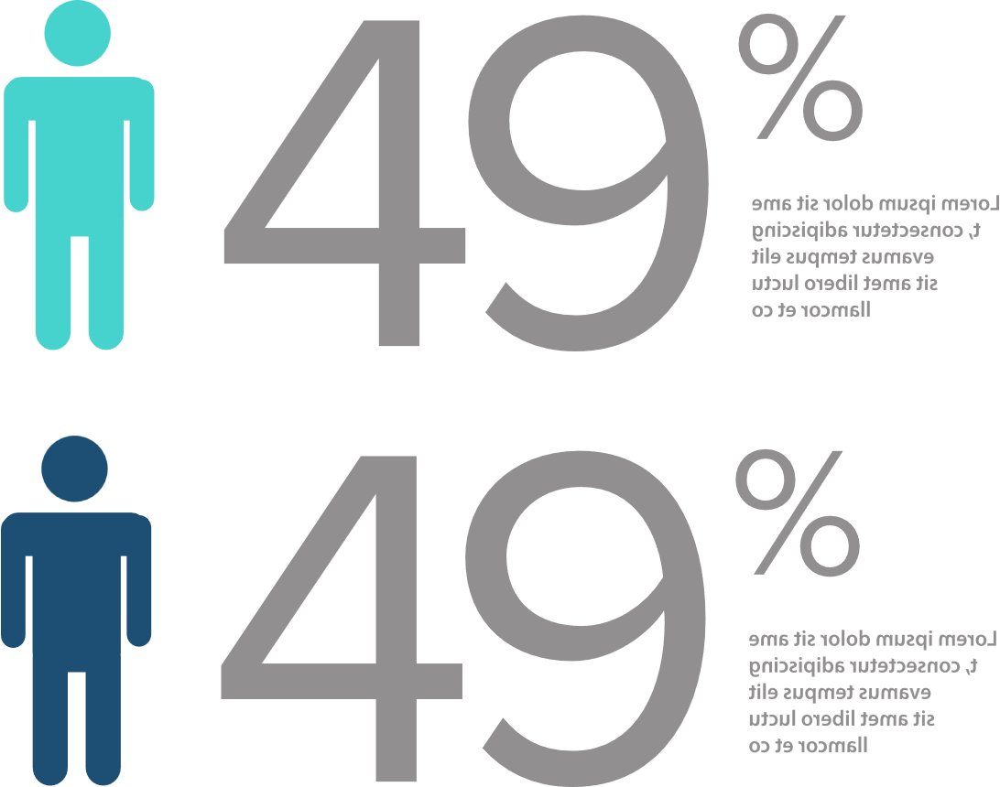 49%
Lorem ipsum dolor sit ame
t, consectetur adipiscing
evamus tempus elit
sit amet libero luctu
llamcor et co
49%
Lorem ipsum dolor sit ame
t, consectetur adipiscing
evamus tempus elit
sit amet libero luctu
llamcor et co